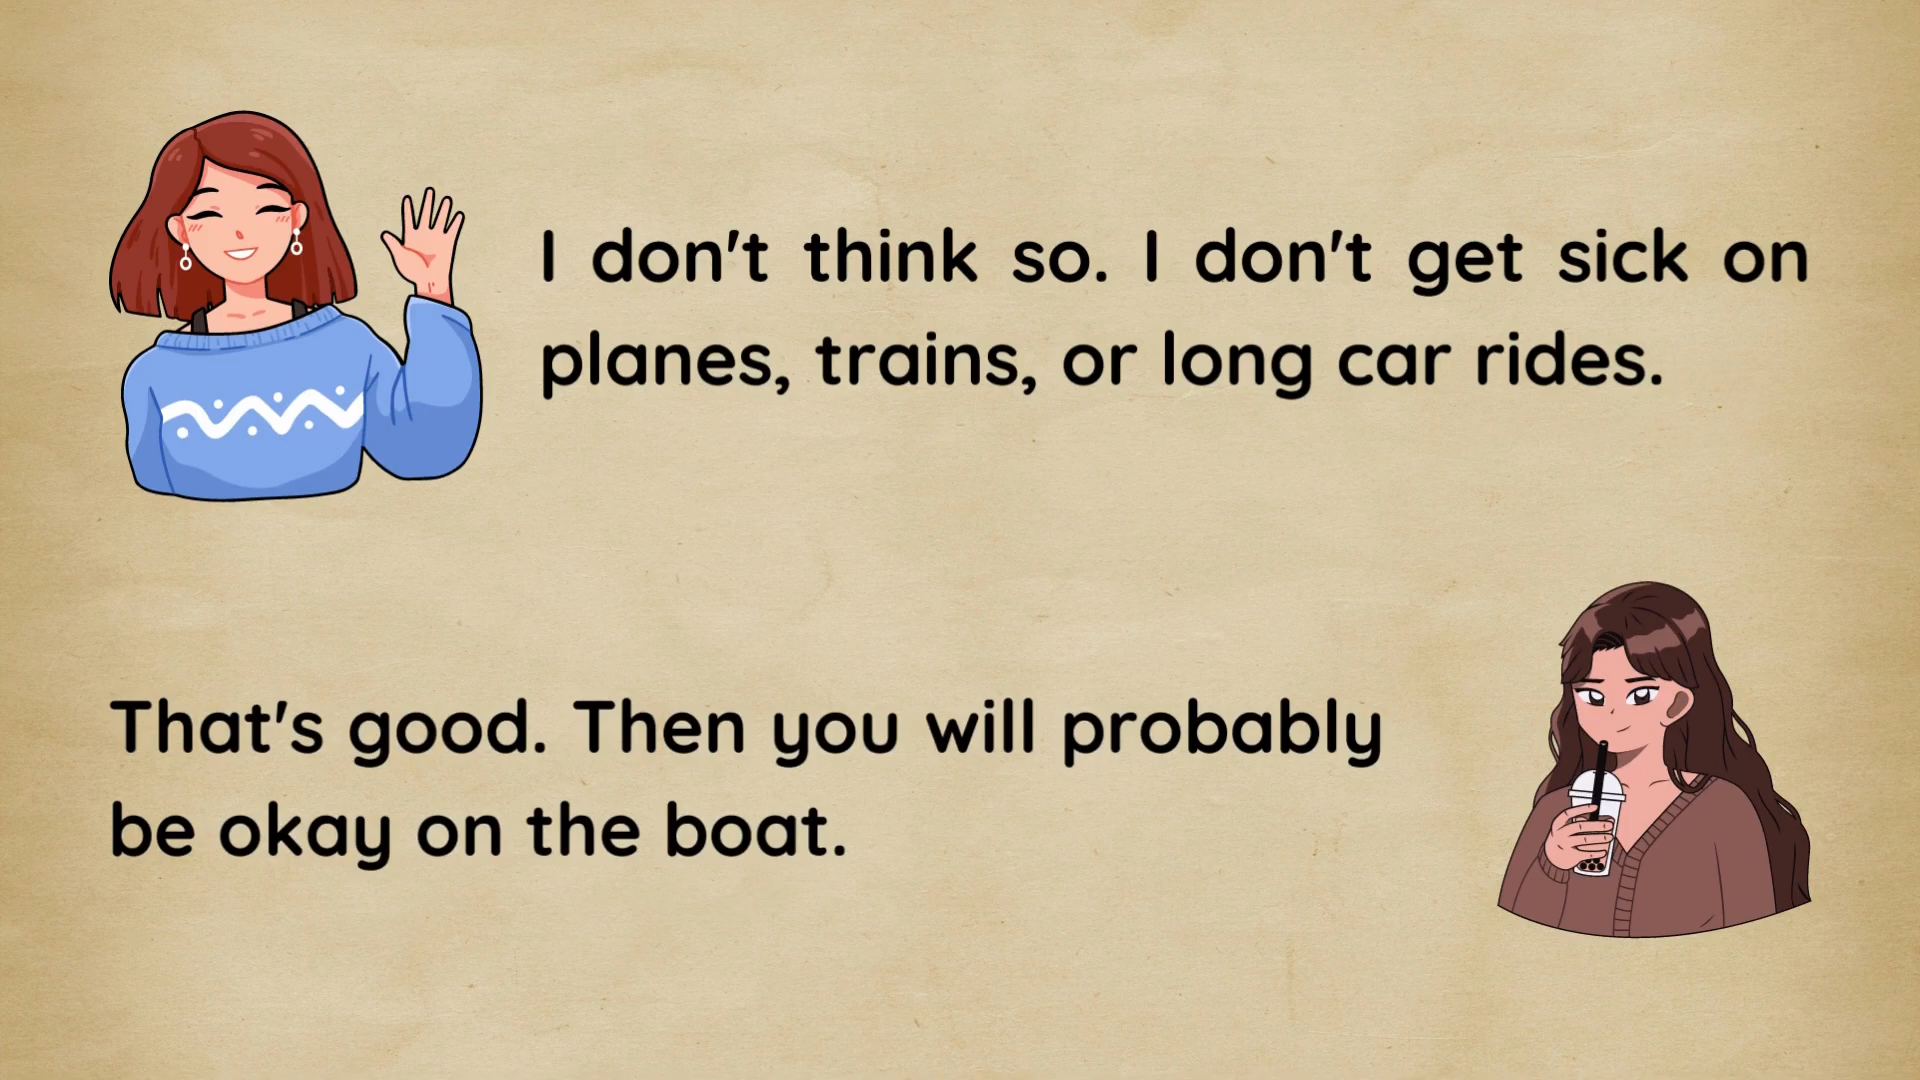 I don't think so. I don't get sick on
planes, trains, or long car rides.
That's good. Then you will probably
be okay on the boat.